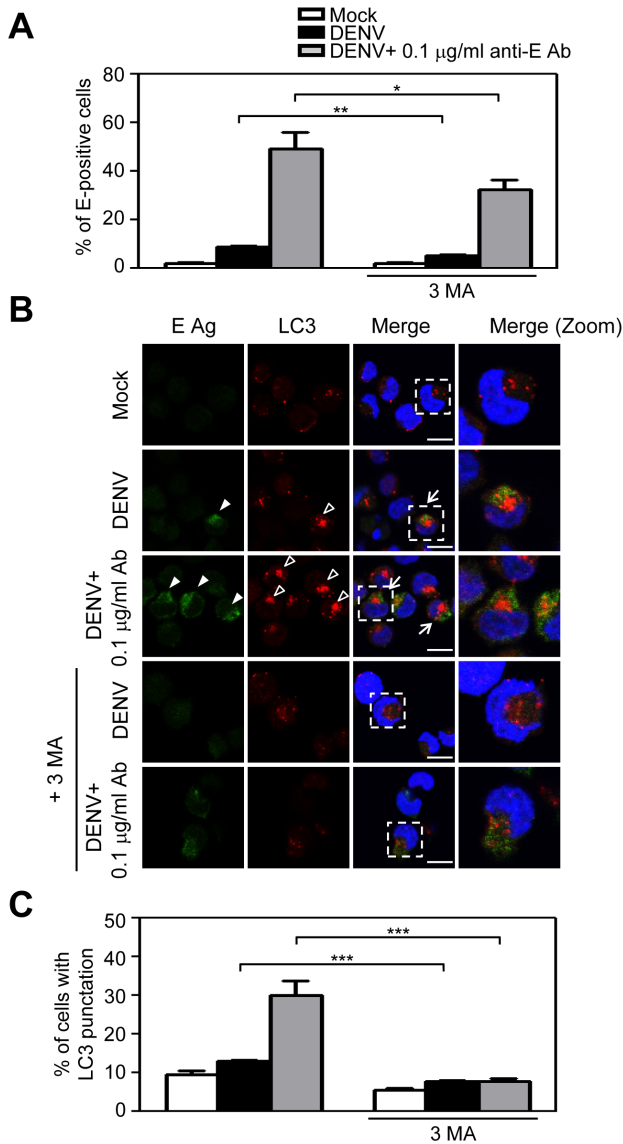 A
Mock
DENV
DENV+ 0.1 μg/ml anti-E Ab
% of E-positive cells
80
60
40
20
0
*
**
3 MA
B
E Ag
LC3
Merge
Merge (Zoom)
Mock
DENV
DENV+
0.1 μg/ml Ab
+ 3 MA
DENV
DENV+
0.1 μg/ml Ab
C
% of cells with
LC3 punctation
50
40
30
20
10
0
***
***
3 MA